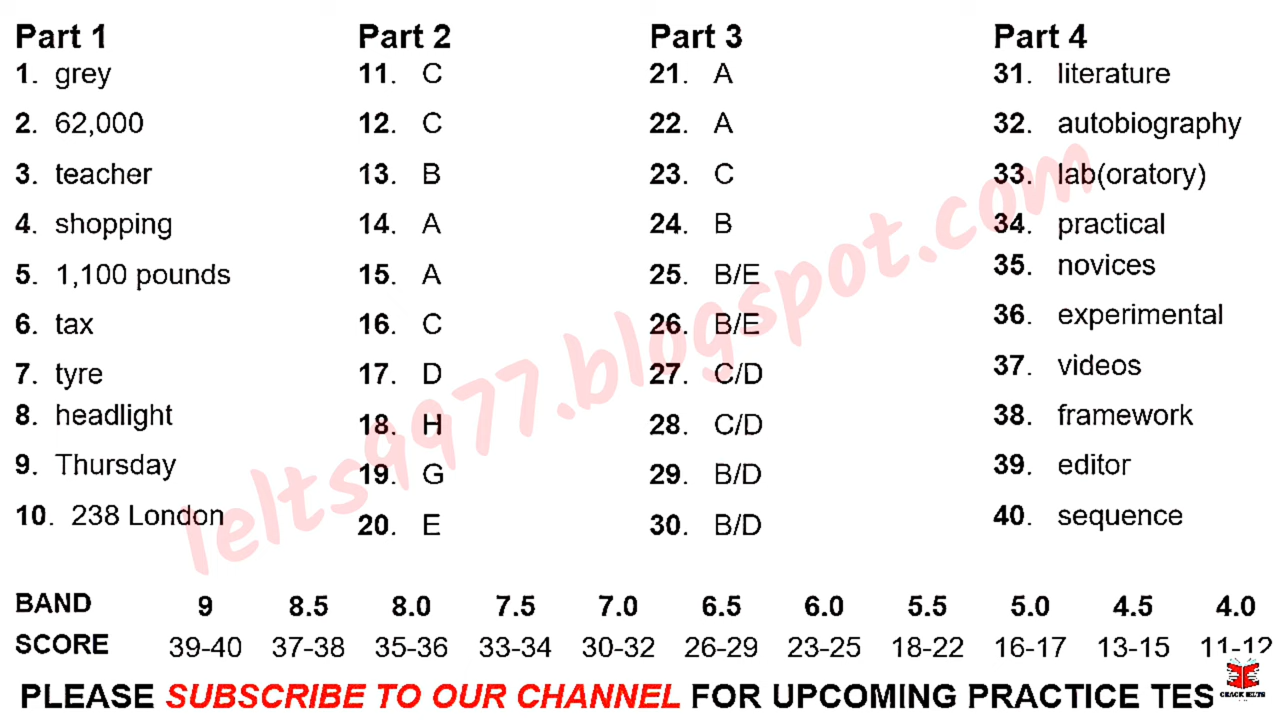 Part 1
1. grey
2. 62,000
3. teacher
4. shopping
5. 1,100 pounds
6. tax
7. tyre
8. headlight
9. Thursday
10. 238 London
Part 2
11. C
12. C
13. B
14. A
15. A
16. C
17. D
18. H
19. G
20. E
Part 3
21. A
22. A
23. C
24. B
25. B/E
26. B/E
27. C/D
28. C/D
29. B/D
30. B/D
Part 4
31. literature
32. autobiography
33. lab(oratory)
34. practical
35. novices
36. experimental
37. videos
38. framework
39. editor
40. sequence
Ielts9977.blogspot.com
BAND 9 8.5 8.0 7.5 7.0 6.5 6.0 5.5 5.0 4.5 4.0
SCORE 39-40 37-38 35-36 33-34 30-32 26-29 23-25 18-22 16-17 13-15 11-12
PLEASE SUBSCRIBE TO OUR CHANNEL FOR UPCOMING PRACTICE TES
CRACK IELTS